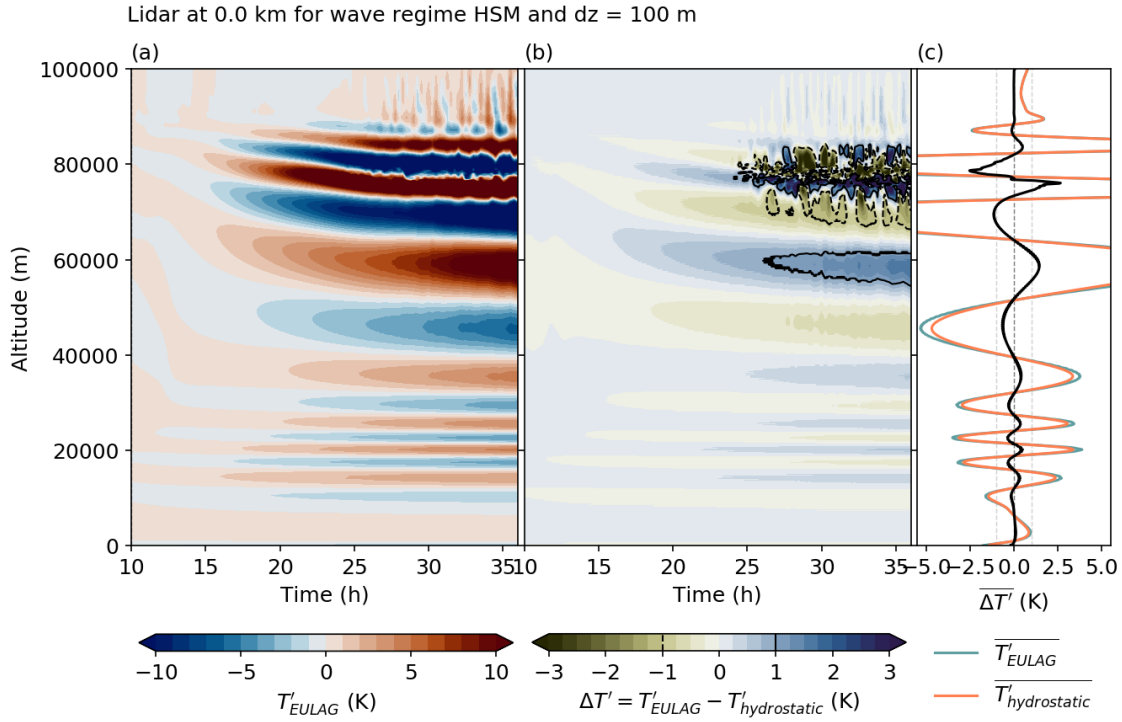 Lidar at 0.0 km for wave regime HSM and dz = 100 m
(a) (b) (c)
100000
80000
60000
40000
20000
0
Altitude (m)
10 15 20 25 30 35 10 15 20 25 30 35 −5.0 −2.5 0.0 2.5 5.0
Time (h) Time (h) ΔT′ (K)
−10 −5 0 5 10 −3 −2 −1 0 1 2 3
T′EULAG (K) ΔT′ = T′EULAG − T′hydrostatic (K)
T′EULAG
T′hydrostatic